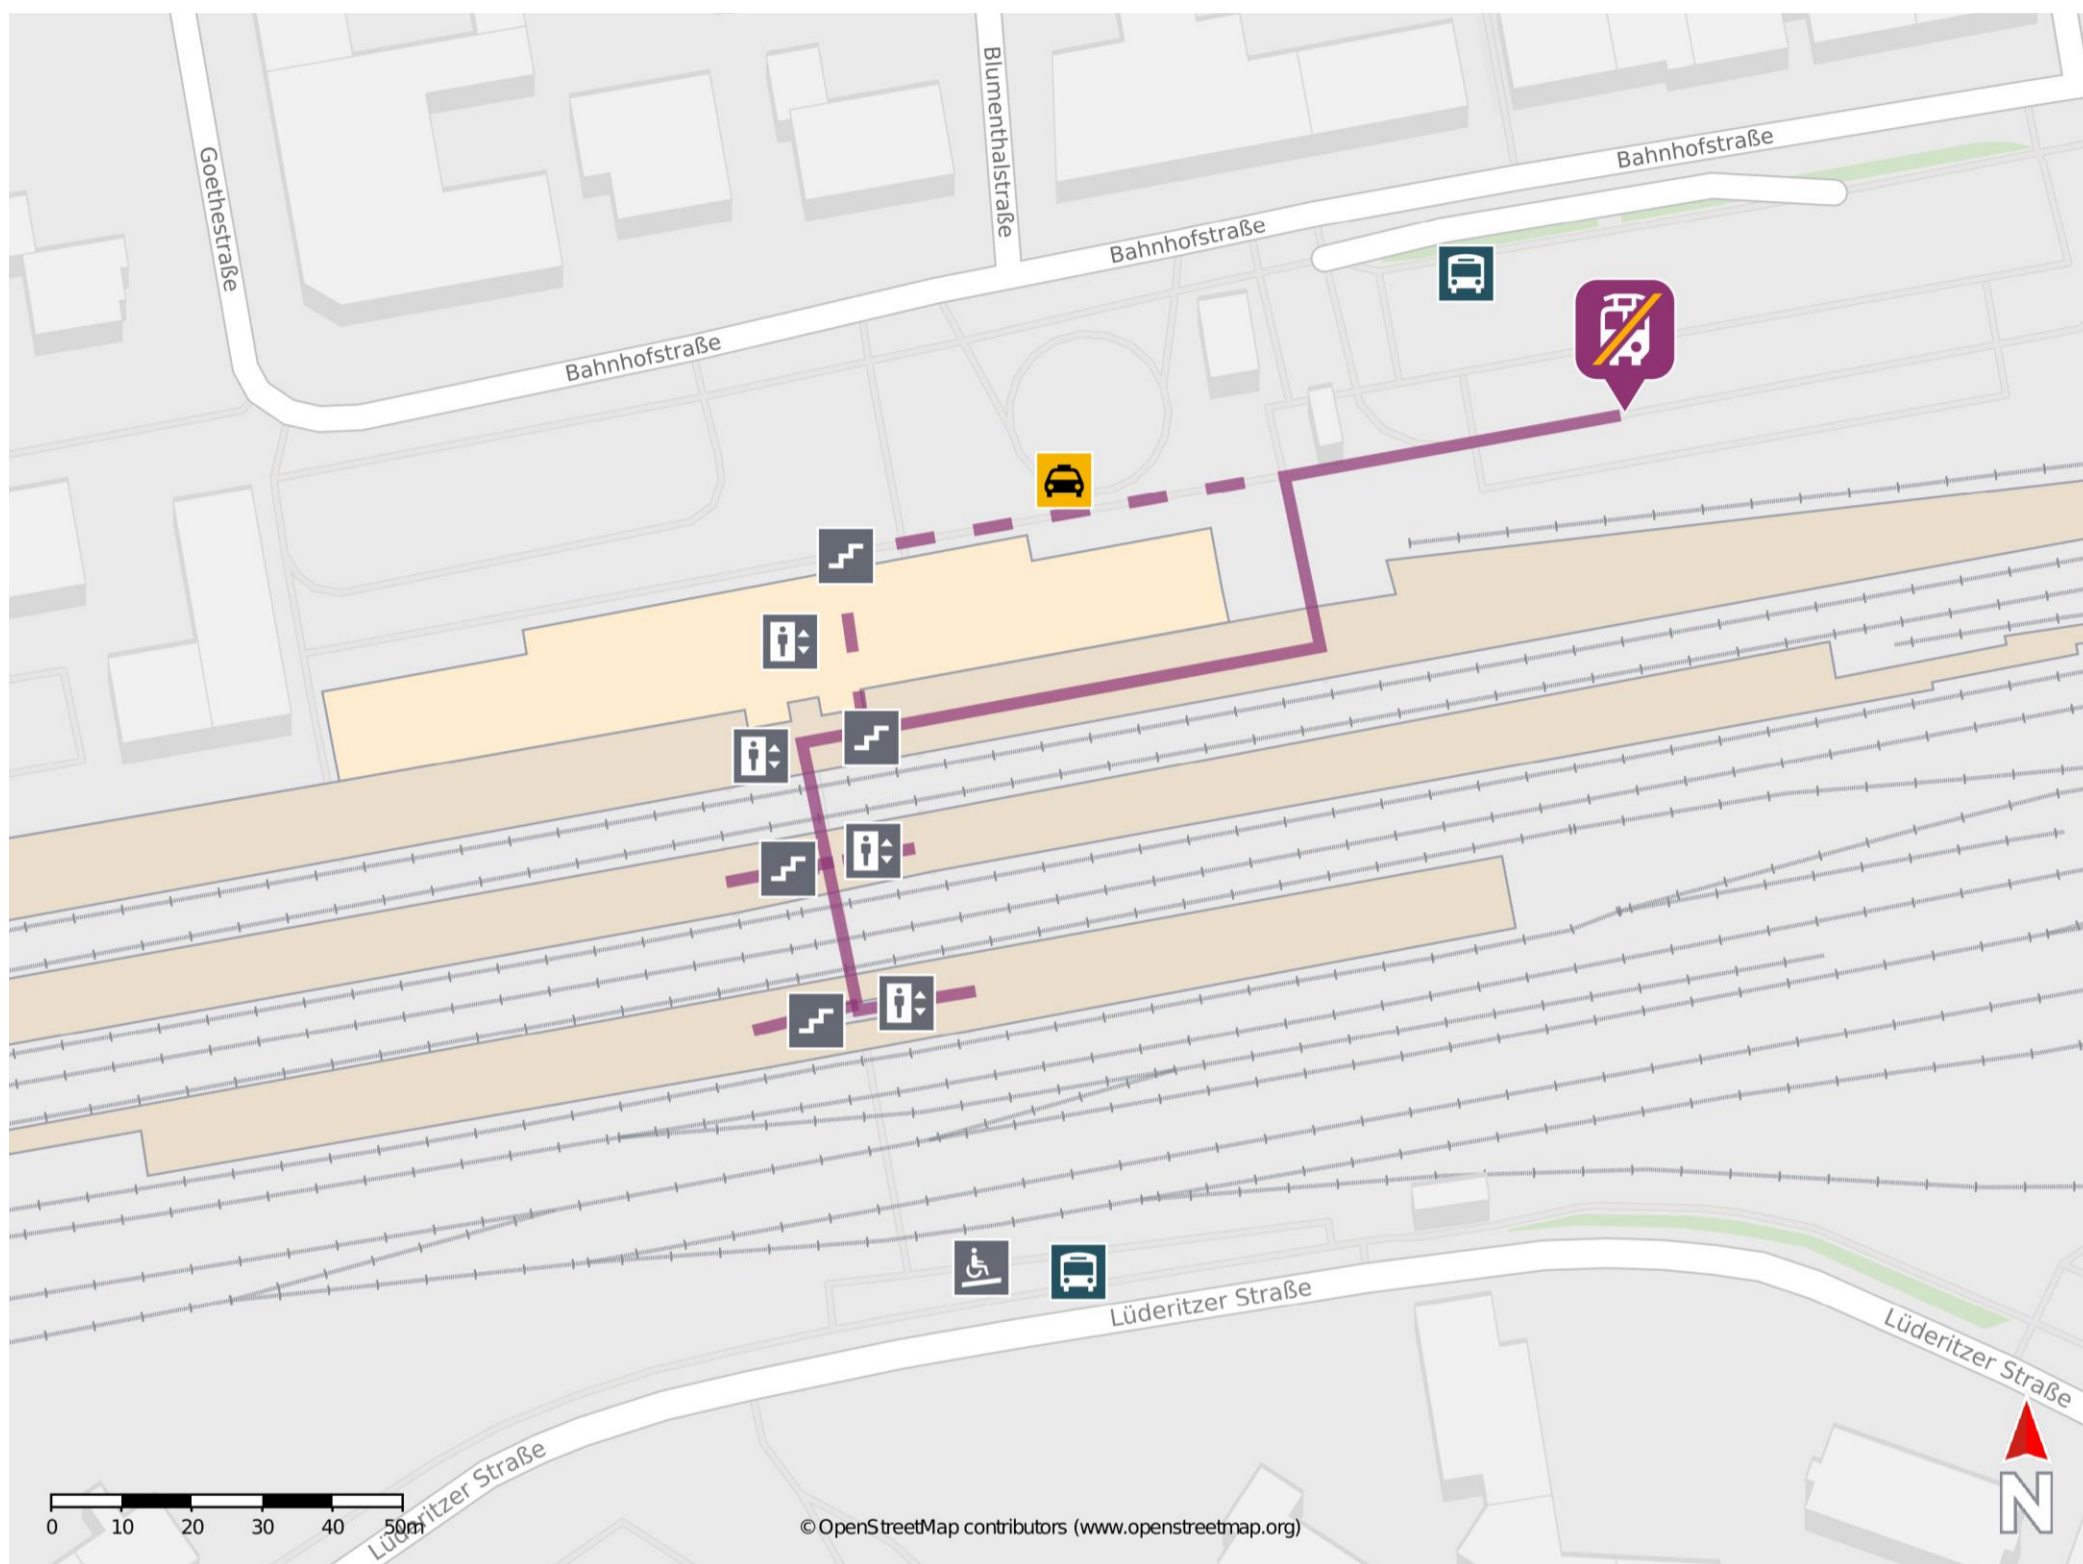 Blumenthalstraße
Bahnhofstraße
Goethestraße
Bahnhofstraße
Bahnhofstraße
Lüderitzer Straße
Lüderitzer Straße
Lüderitzer Straße
N
0 10 20 30 40 50m
© OpenStreetMap contributors (www.openstreetmap.org)